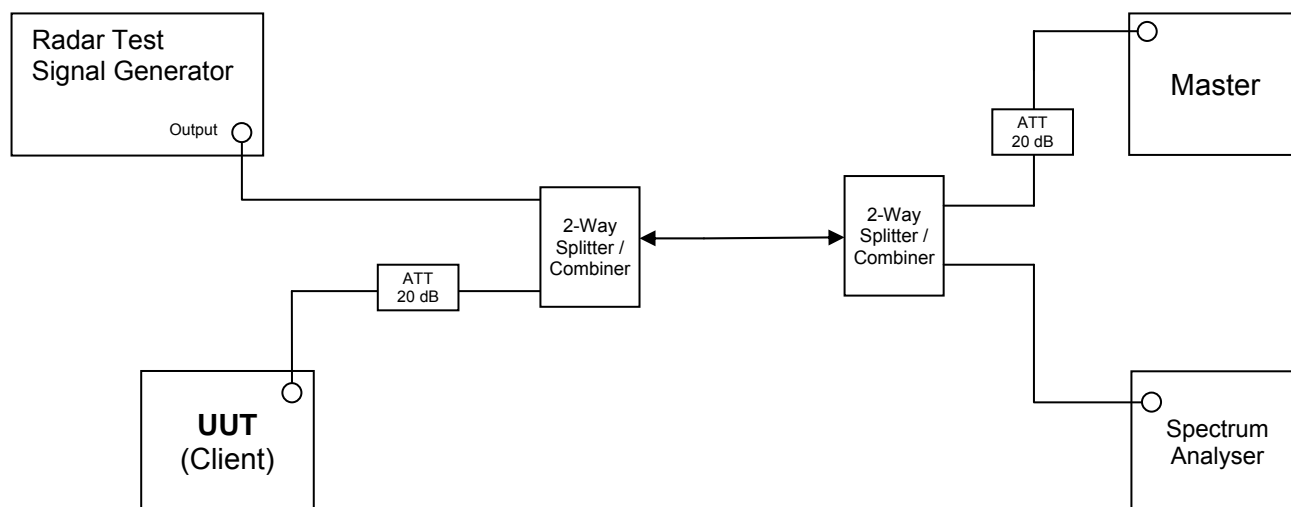 Radar Test
Signal Generator
Output
Master
ATT
20 dB
2-Way
Splitter /
Combiner
2-Way
Splitter /
Combiner
ATT
20 dB
UUT
(Client)
Spectrum
Analyser